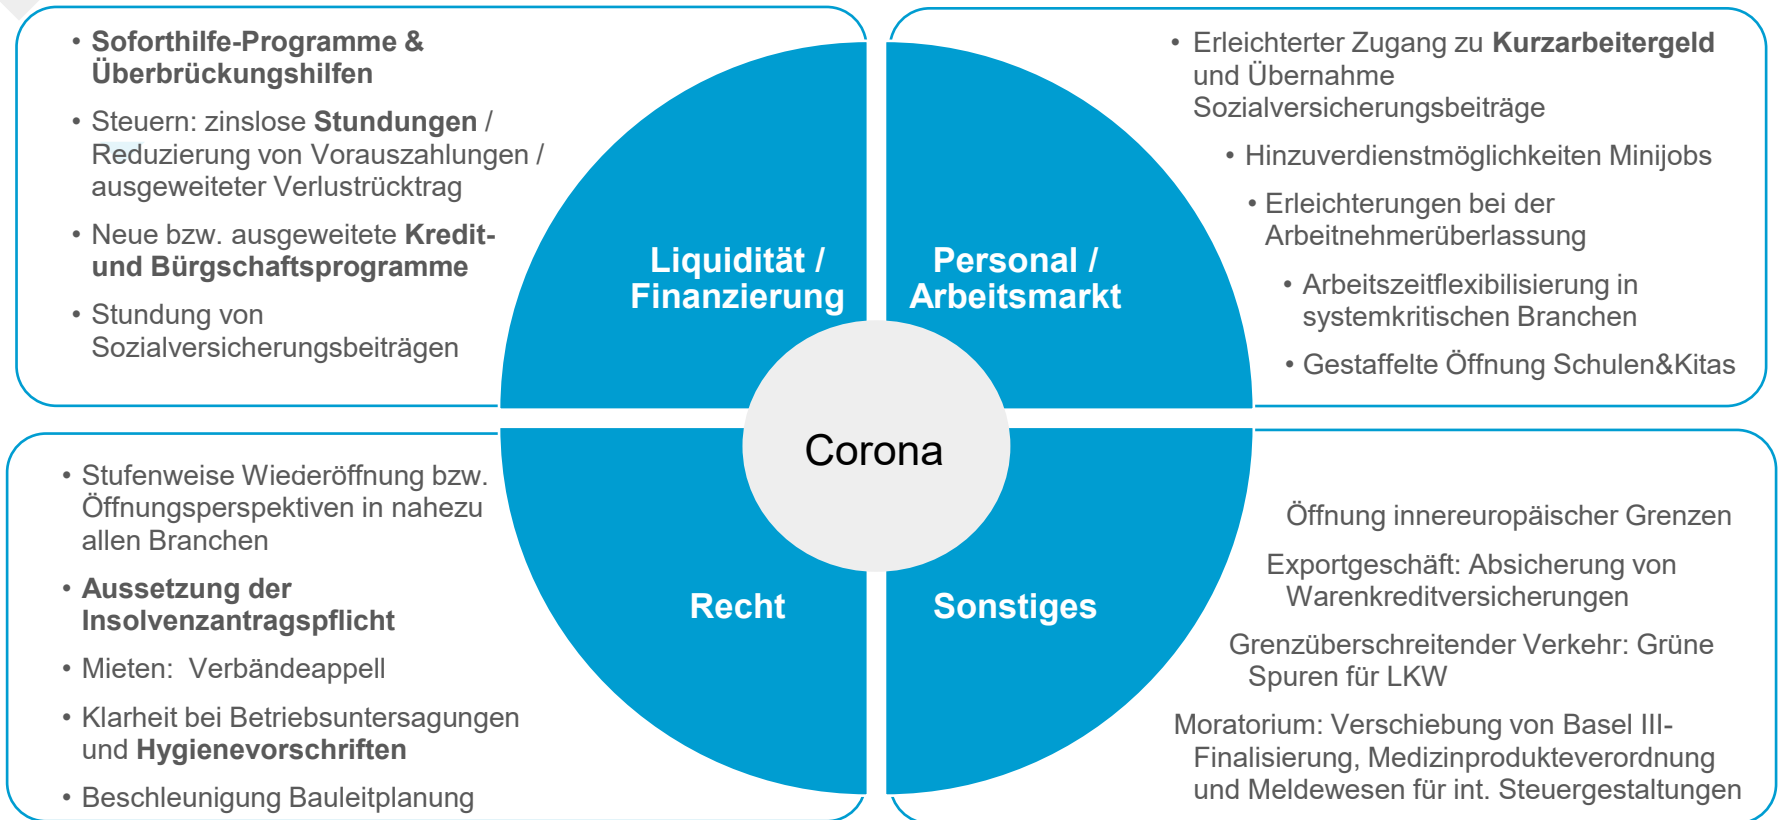 • Soforthilfe-Programme &
Überbrückungshilfen
• Steuern: zinslose Stundungen /
Reduzierung von Vorauszahlungen /
ausgeweiteter Verlustrücktrag
• Neue bzw. ausgeweitete Kredit-
und Bürgschaftsprogramme
• Stundung von
Sozialversicherungsbeiträgen
Liquidität /
Finanzierung
Personal /
Arbeitsmarkt
• Erleichterter Zugang zu Kurzarbeitergeld
und Übernahme
Sozialversicherungsbeiträge
• Hinzuverdienstmöglichkeiten Minijobs
• Erleichterungen bei der
Arbeitnehmerüberlassung
• Arbeitszeitflexibilisierung in
systemkritischen Branchen
• Gestaffelte Öffnung Schulen&Kitas
Corona
• Stufenweise Wiederöffnung bzw.
Öffnungsperspektiven in nahezu
allen Branchen
• Aussetzung der
Insolvenzantragspflicht
• Mieten: Verbändeappell
• Klarheit bei Betriebsuntersagungen
und Hygienevorschriften
• Beschleunigung Bauleitplanung
Recht
Sonstiges
Öffnung innereuropäischer Grenzen
Exportgeschäft: Absicherung von
Warenkreditversicherungen
Grenzüberschreitender Verkehr: Grüne
Spuren für LKW
Moratorium: Verschiebung von Basel III-
Finalisierung, Medizinprodukteverordnung
und Meldewesen für int. Steuergestaltungen